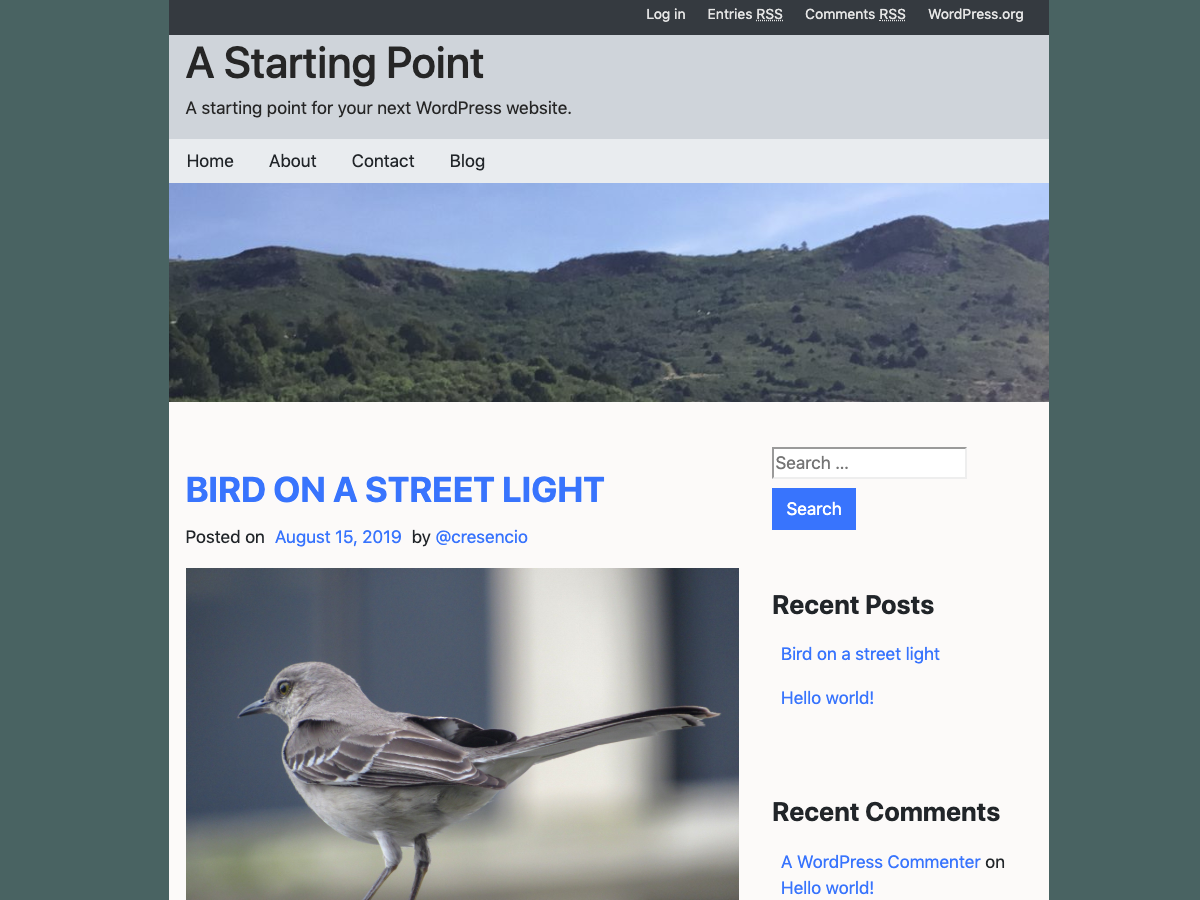 Log in Entries RSS Comments RSS WordPress.org
A Starting Point
A starting point for your next WordPress website.
Home About Contact Blog
Search ...
Search
BIRD ON A STREET LIGHT
Posted on August 15, 2019 by @cresencio
Recent Posts
Bird on a street light
Hello world!
Recent Comments
A WordPress Commenter on
Hello world!